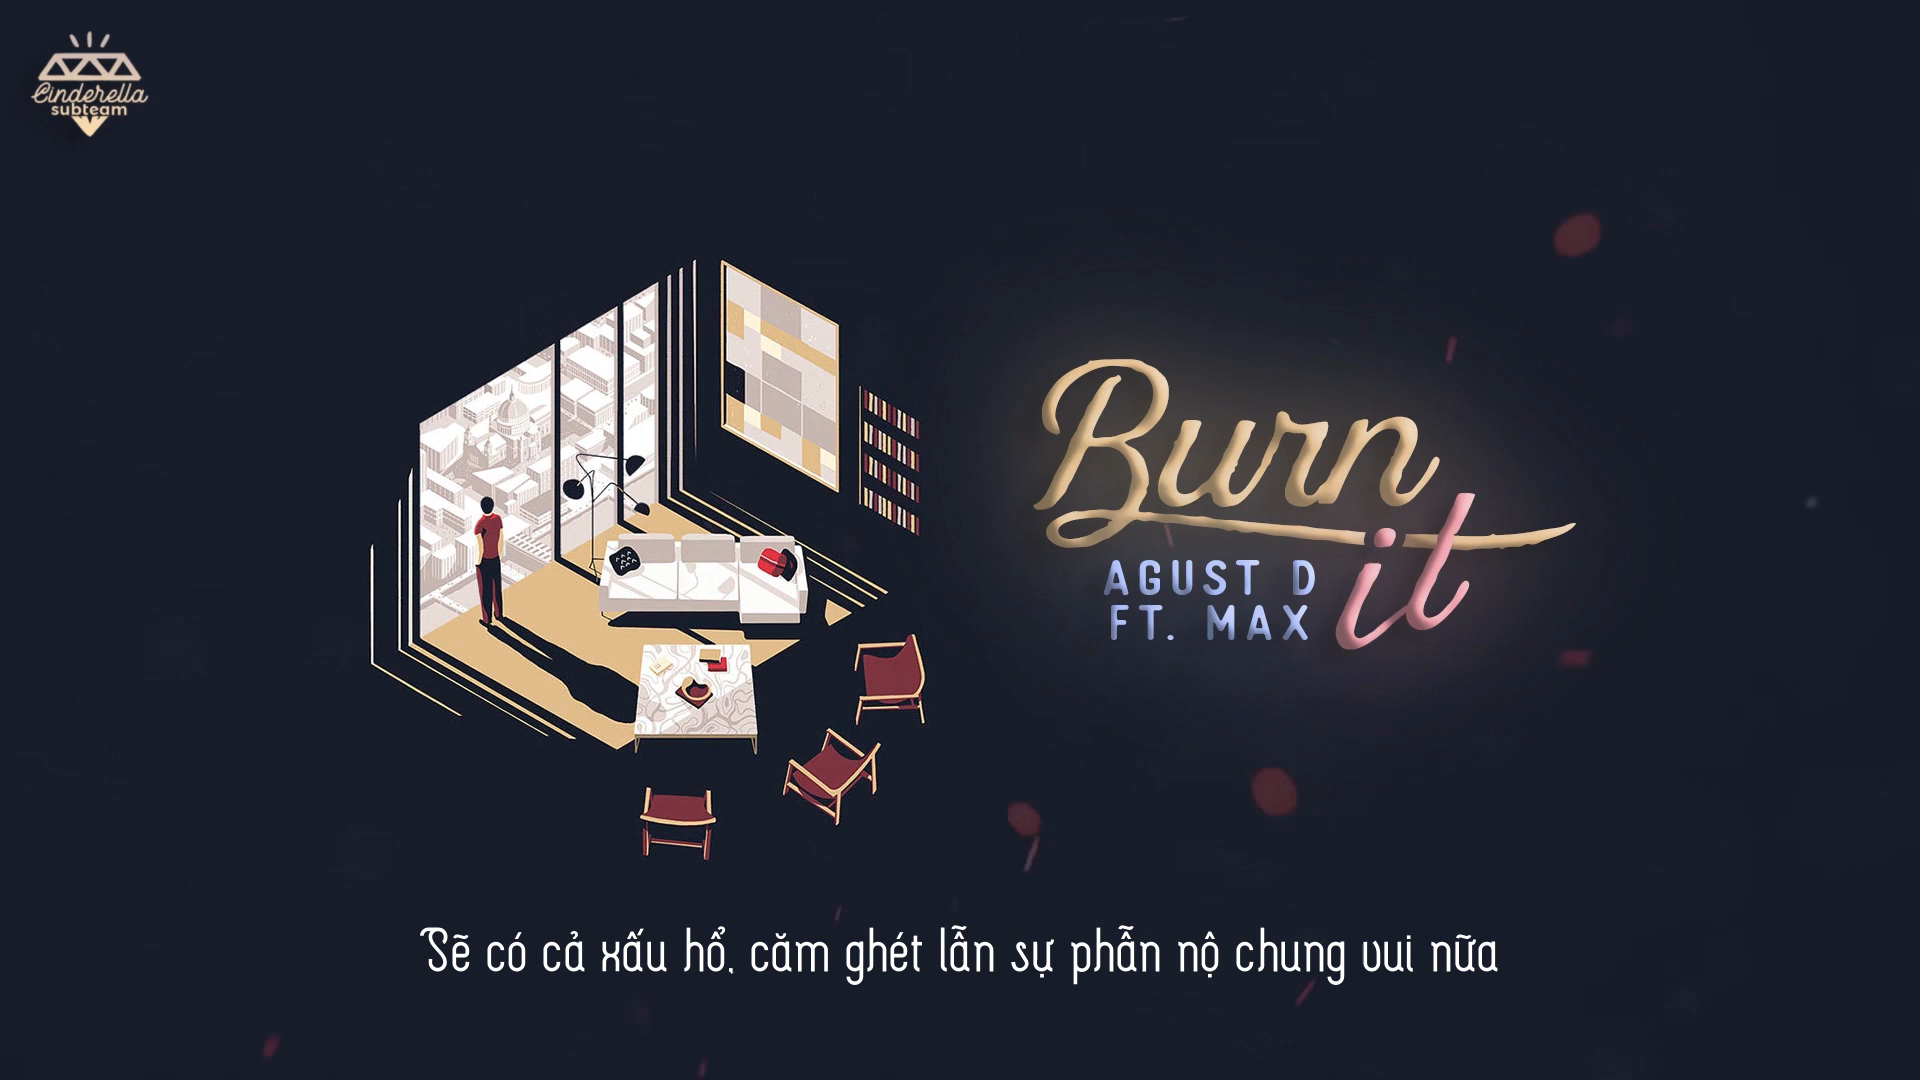 Cinderella
subteam
Burn
it
AGUST D
FT. MAX
Sẽ có cả xấu hổ, căm ghét lẫn sự phẫn nộ chung vui nữa